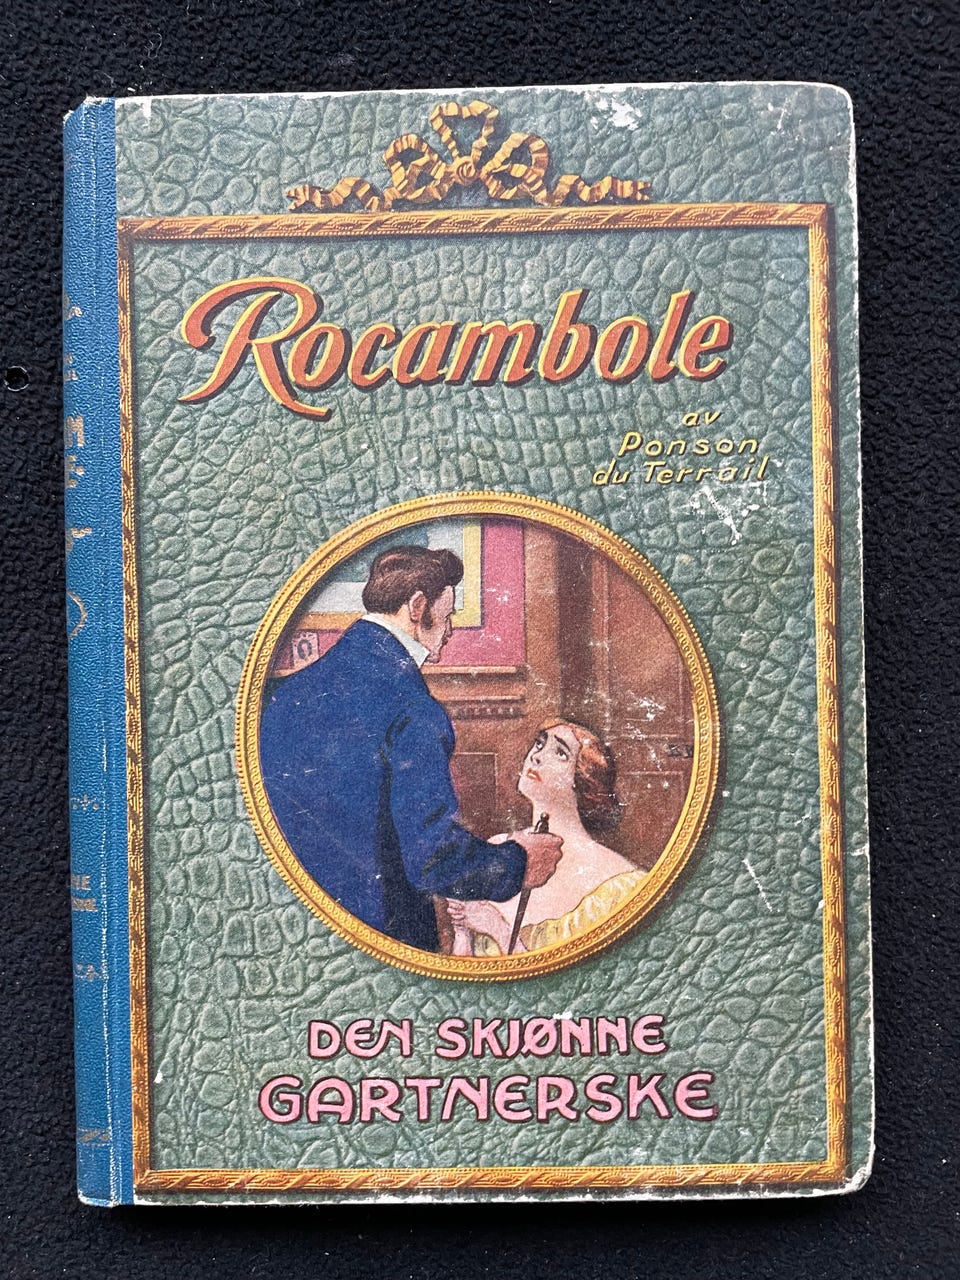 Rocambole
av
Ponson
du Terrail
DEN SKJØNNE
GARTNERSKE